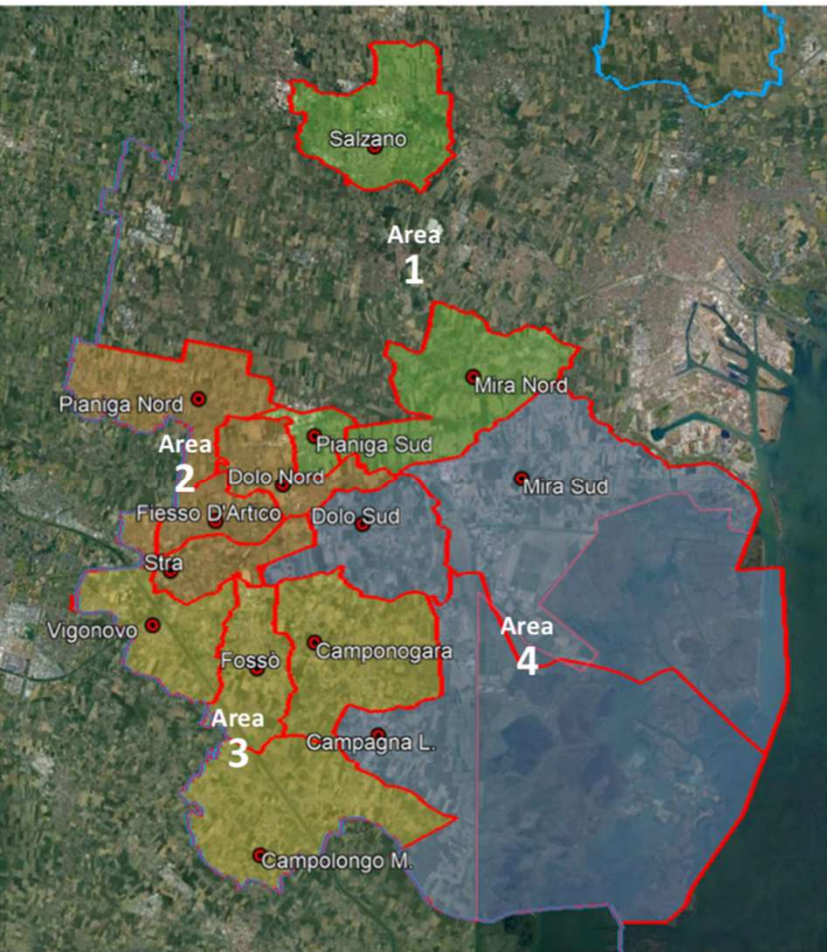 Salzano
Area
1
Mira Nord
Pianiga Nord
Area
2
Pianiga Sud
Dolo Nord
Mira Sud
Fiesso D'Artico
Dolo Sud
Stra
Vigonovo
Area
4
Fossò
Camponogara
Area
3
Campagna L.
Campolongo M.